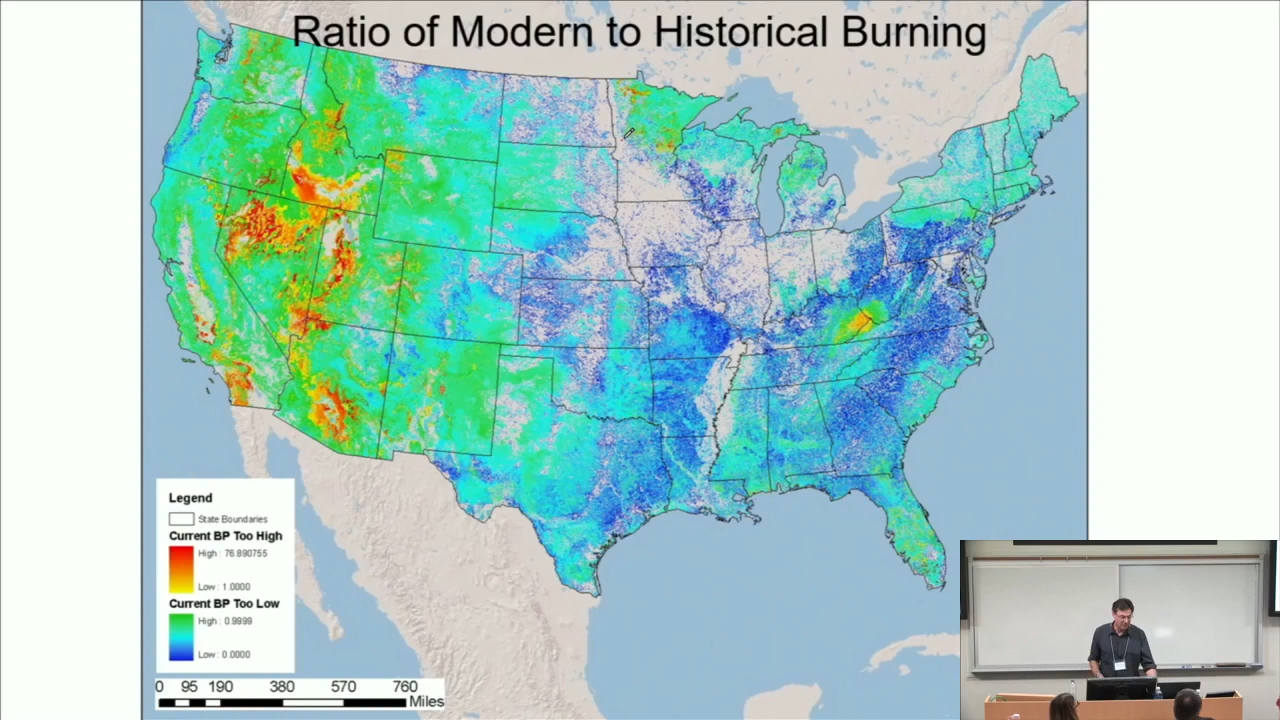 Ratio of Modern to Historical Burning
Legend
State Boundaries
Current BP Too High
High : 76.890755
Low : 1.0000
Current BP Too Low
High : 0.9999
Low : 0.0000
0 95 190 380 570 760
Miles